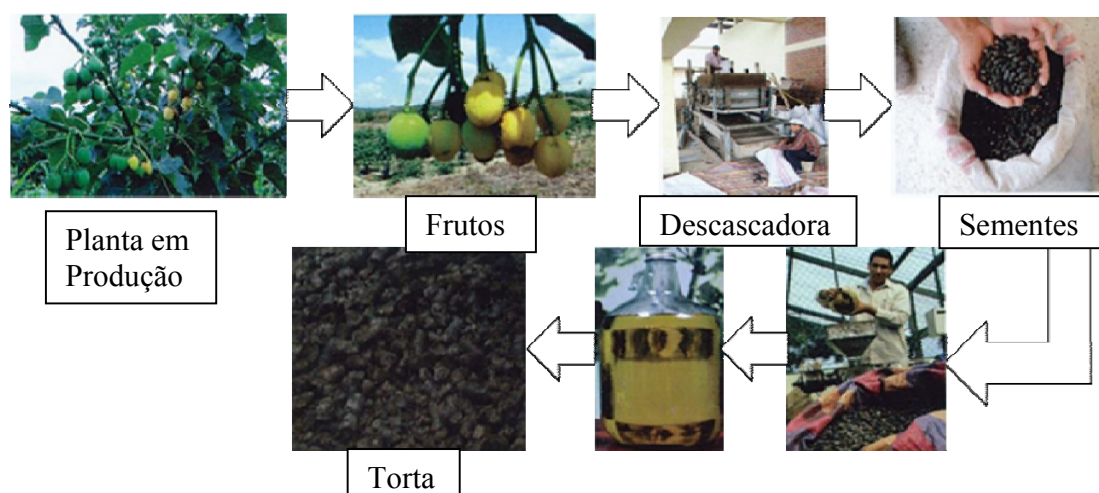 Planta em
Produção
Frutos
Descascadora
Sementes
Torta